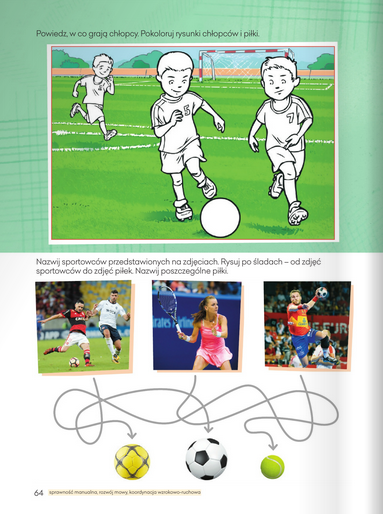 Powiedz, w co grają chłopcy. Pokoloruj rysunki chłopców i piłki.
5
7
Nazwij sportowców przedstawionych na zdjęciach. Rysuj po śladach – od zdjęć
sportowców do zdjęć piłek. Nazwij poszczególne piłki.
64 sprawność manualna, rozwój mowy, koordynacja wzrokowo-ruchowa